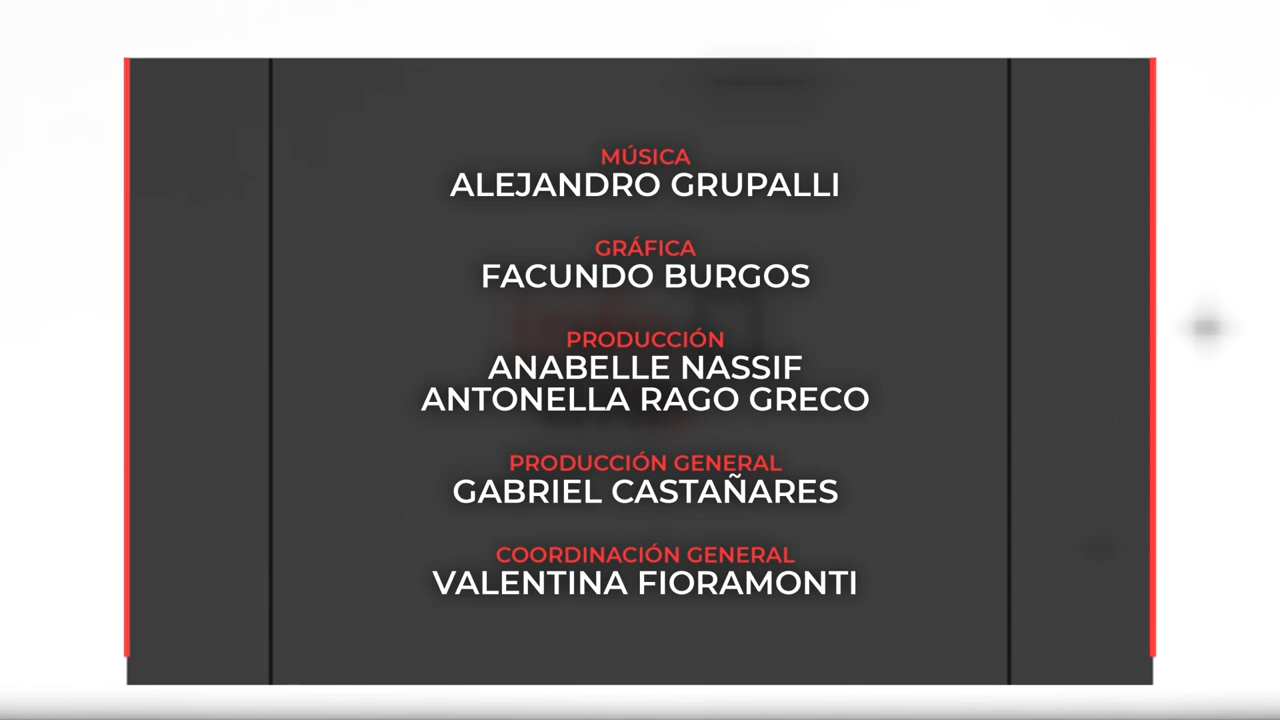 MÚSICA
ALEJANDRO GRUPALLI
GRÁFICA
FACUNDO BURGOS
PRODUCCIÓN
ANABELLE NASSIF
ANTONELLA RAGO GRECO
PRODUCCIÓN GENERAL
GABRIEL CASTAÑARES
COORDINACIÓN GENERAL
VALENTINA FIORAMONTI